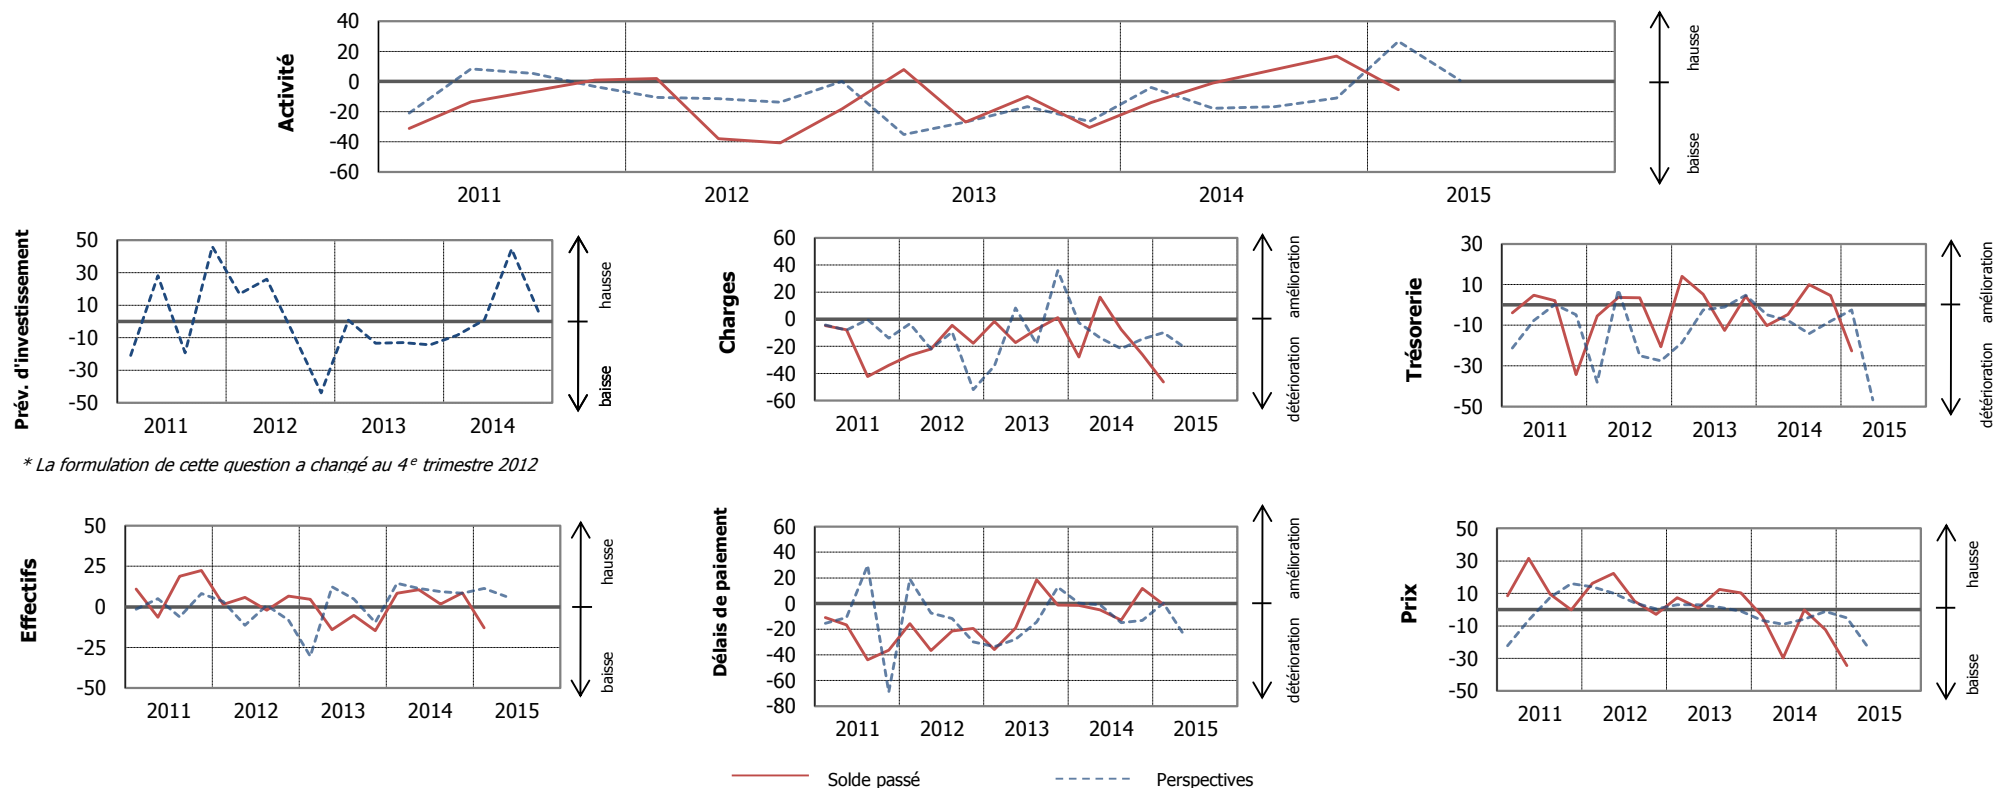 Activité
40
20
0
-20
-40
-60
2011 2012 2013 2014 2015
hausse
baisse
Prév. d'investissement
50
30
10
-10
-30
-50
2011 2012 2013 2014
hausse
baisse
* La formulation de cette question a changé au 4e trimestre 2012
Charges
60
40
20
0
-20
-40
-60
2011 2012 2013 2014 2015
amélioration
détérioration
Trésorerie
30
10
-10
-30
-50
2011 2012 2013 2014 2015
amélioration
détérioration
Effectifs
50
25
0
-25
-50
2011 2012 2013 2014 2015
hausse
baisse
Délais de paiement
60
40
20
0
-20
-40
-60
-80
2011 2012 2013 2014 2015
amélioration
détérioration
Prix
50
30
10
-10
-30
-50
2011 2012 2013 2014 2015
hausse
baisse
Solde passé Perspectives